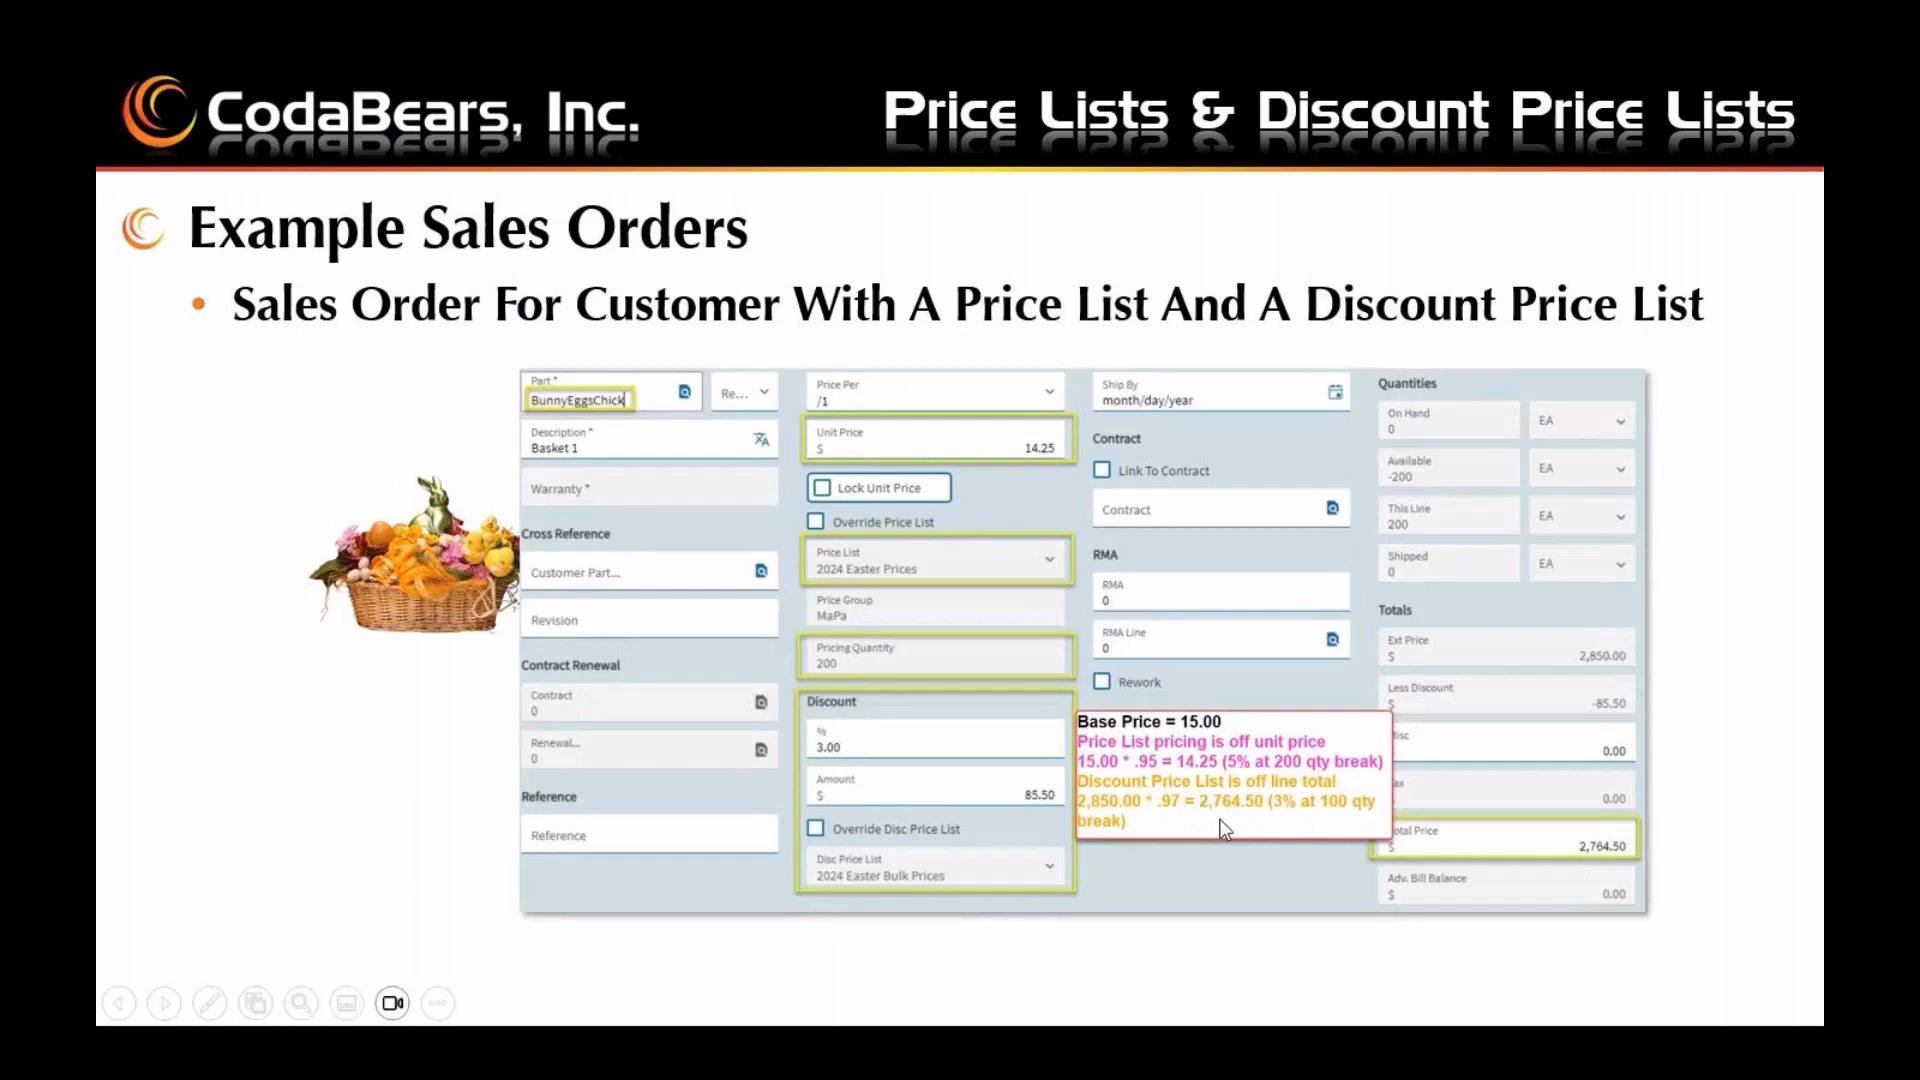 CodaBears, Inc.
Price Lists & Discount Price Lists
Example Sales Orders
• Sales Order For Customer With A Price List And A Discount Price List
Part *
BunnyEggsChick
Re...
Description *
Basket 1
Warranty *
Cross Reference
Customer Part...
Revision
Contract Renewal
Contract
0
Renewal...
0
Reference
Reference
Price Per
/1
Unit Price
$ 14.25
Lock Unit Price
Override Price List
Price List
2024 Easter Prices
Price Group
MaPa
Pricing Quantity
200
Discount
%
3.00
Amount
$ 85.50
Override Disc Price List
Disc Price List
2024 Easter Bulk Prices
Ship By
month/day/year
Contract
Link To Contract
Contract
RMA
RMA
0
RMA Line
0
Rework
Base Price = 15.00
Price List pricing is off unit price
15.00 * .95 = 14.25 (5% at 200 qty break)
Discount Price List is off line total
2,850.00 * .97 = 2,764.50 (3% at 100 qty
break)
Quantities
On Hand
0 EA
Available
-200 EA
This Line
200 EA
Shipped
0 EA
Totals
Ext Price
$ 2,850.00
Less Discount
$ -85.50
isc
0.00
ax
0.00
otal Price
$ 2,764.50
Adv. Bill Balance
$ 0.00